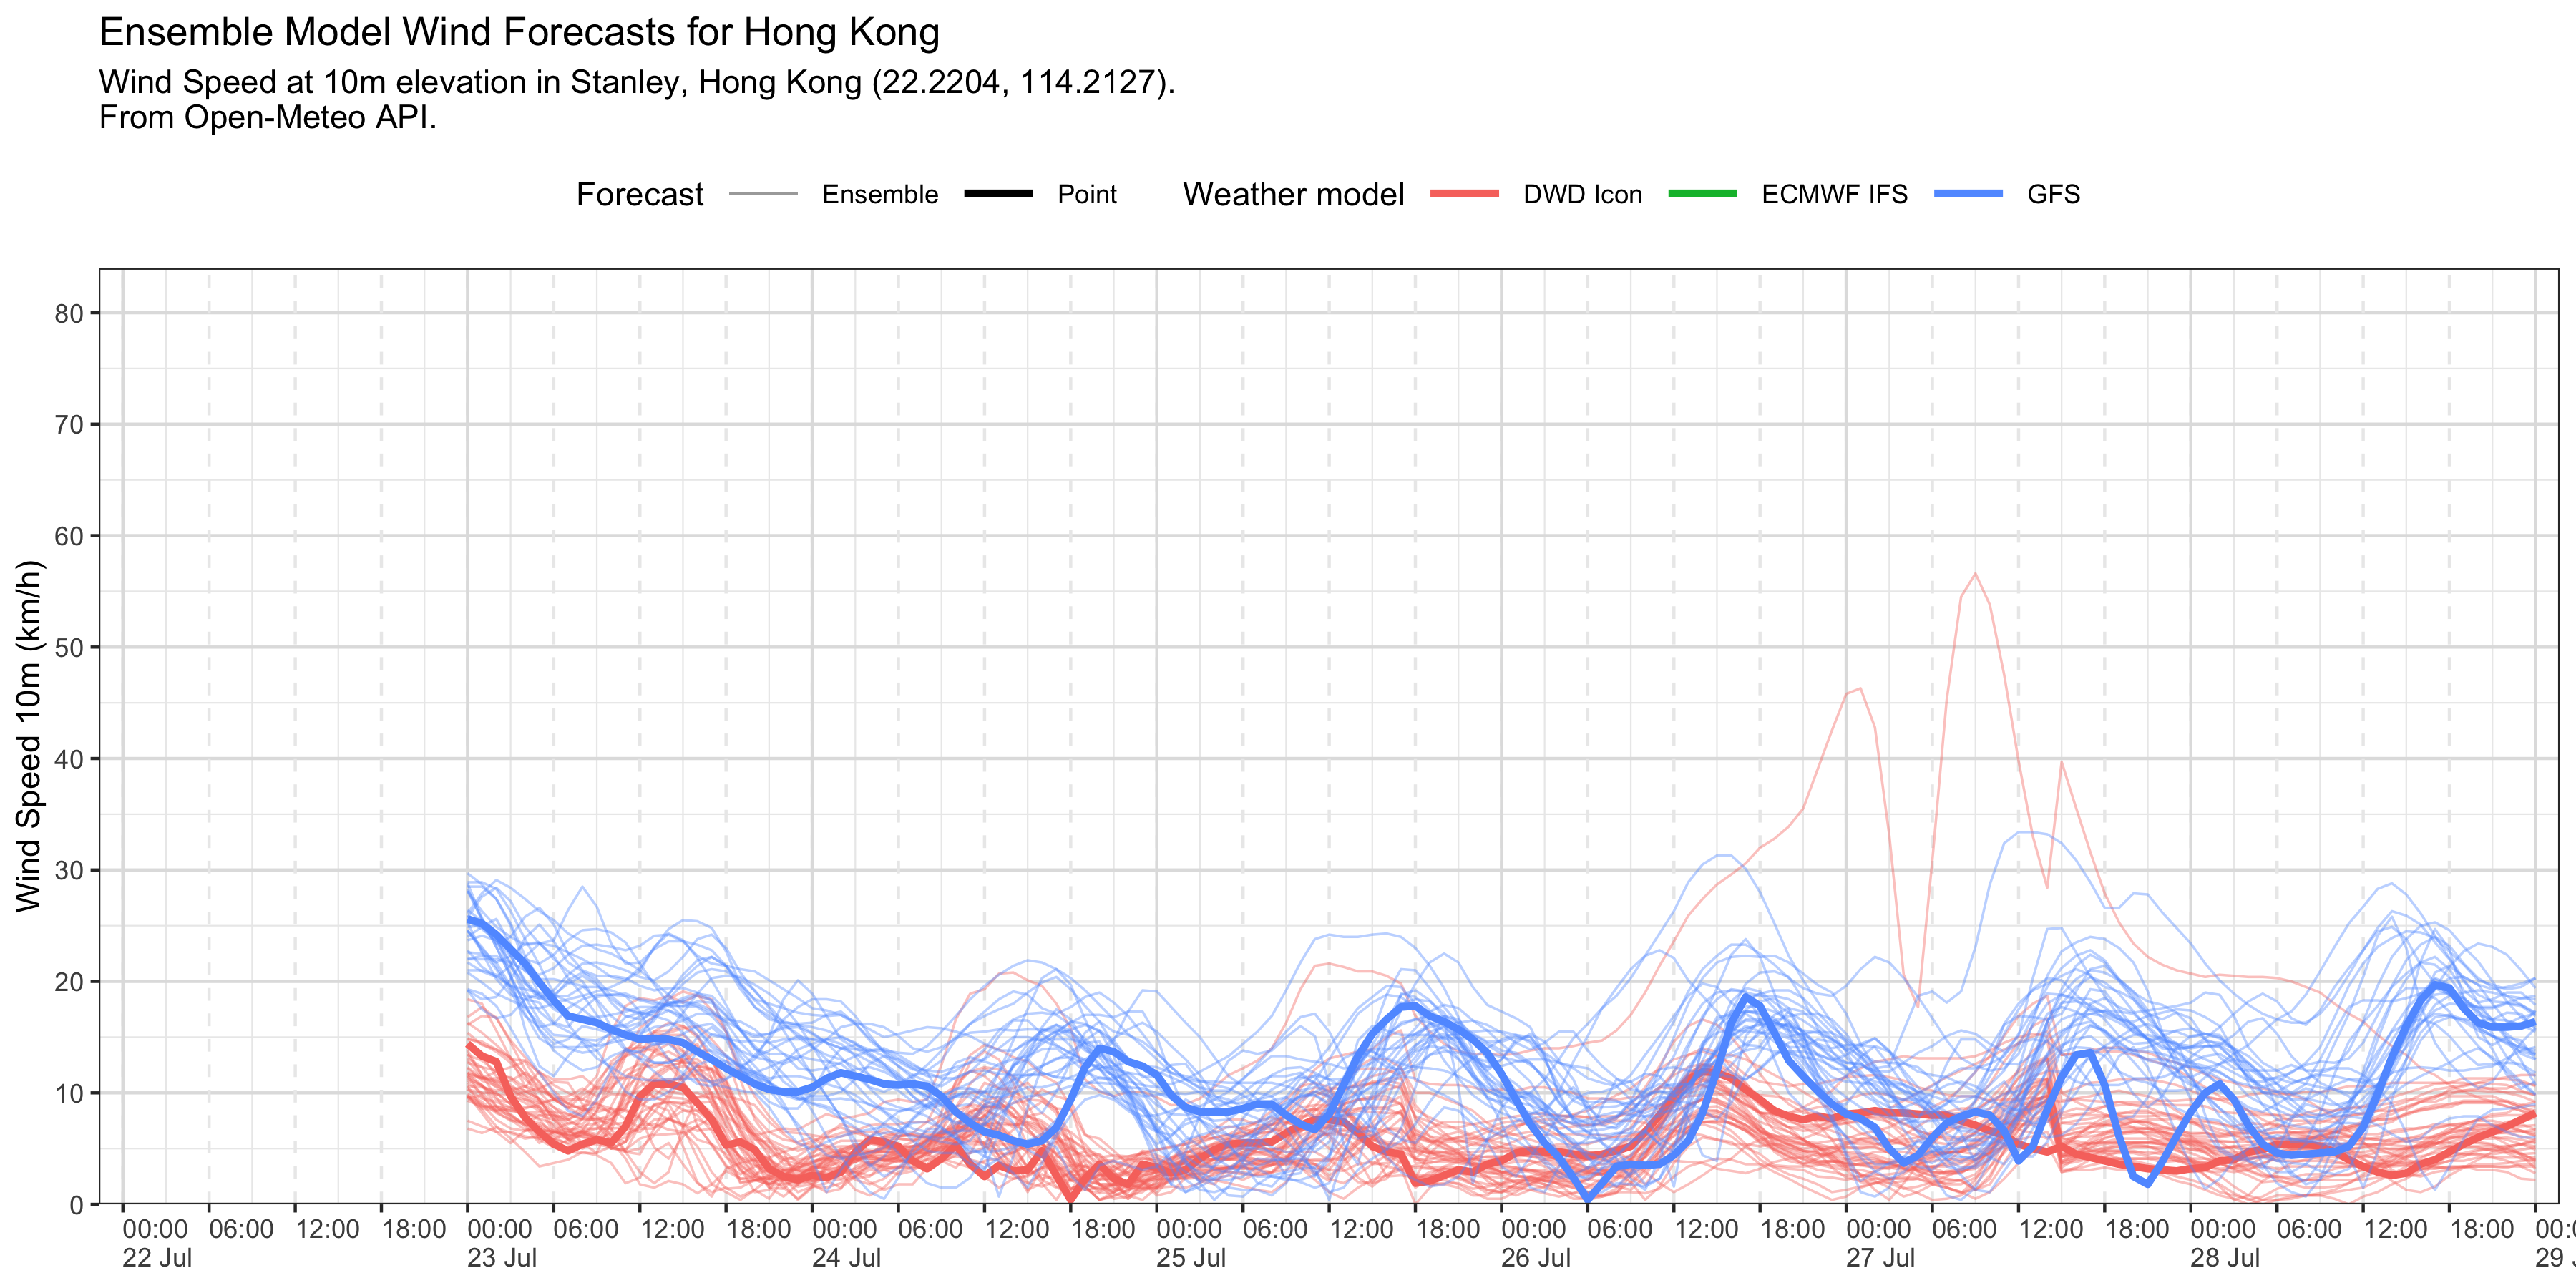 Ensemble Model Wind Forecasts for Hong Kong
Wind Speed at 10m elevation in Stanley, Hong Kong (22.2204, 114.2127).
From Open-Meteo API.
Forecast Ensemble Point Weather model DWD Icon ECMWF IFS GFS
Wind Speed 10m (km/h)
80
70
60
50
40
30
20
10
0
00:00 06:00 12:00 18:00 00:00 06:00 12:00 18:00 00:00 06:00 12:00 18:00 00:00 06:00 12:00 18:00 00:00 06:00 12:00 18:00 00:00 06:00 12:00 18:00 00:00 06:00 12:00 18:00
22 Jul 23 Jul 24 Jul 25 Jul 26 Jul 27 Jul 28 Jul 29